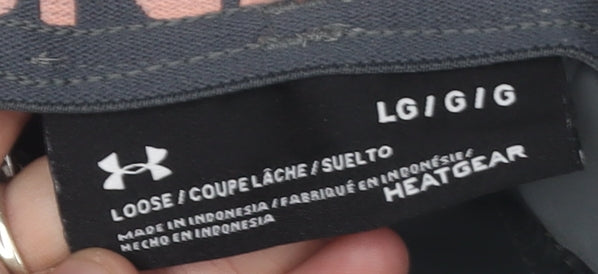 LG / G / G
LOOSE / COUPE LÂCHE / SUELTO
MADE IN INDONESIA / FABRIQUÉ EN INDONÉSIE /
HECHO EN INDONESIA
HEATGEAR